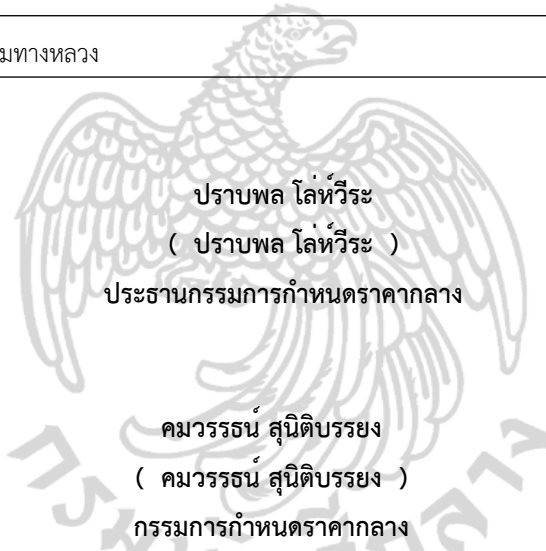 มทางหลวง
ปราบพล โล่ห์วีระ
( ปราบพล โล่ห์วีระ )
ประธานกรรมการกำหนดราคากลาง
คมวรรธน์ สุนิติบรรยง
( คมวรรธน์ สุนิติบรรยง )
กรรมการกำหนดราคากลาง